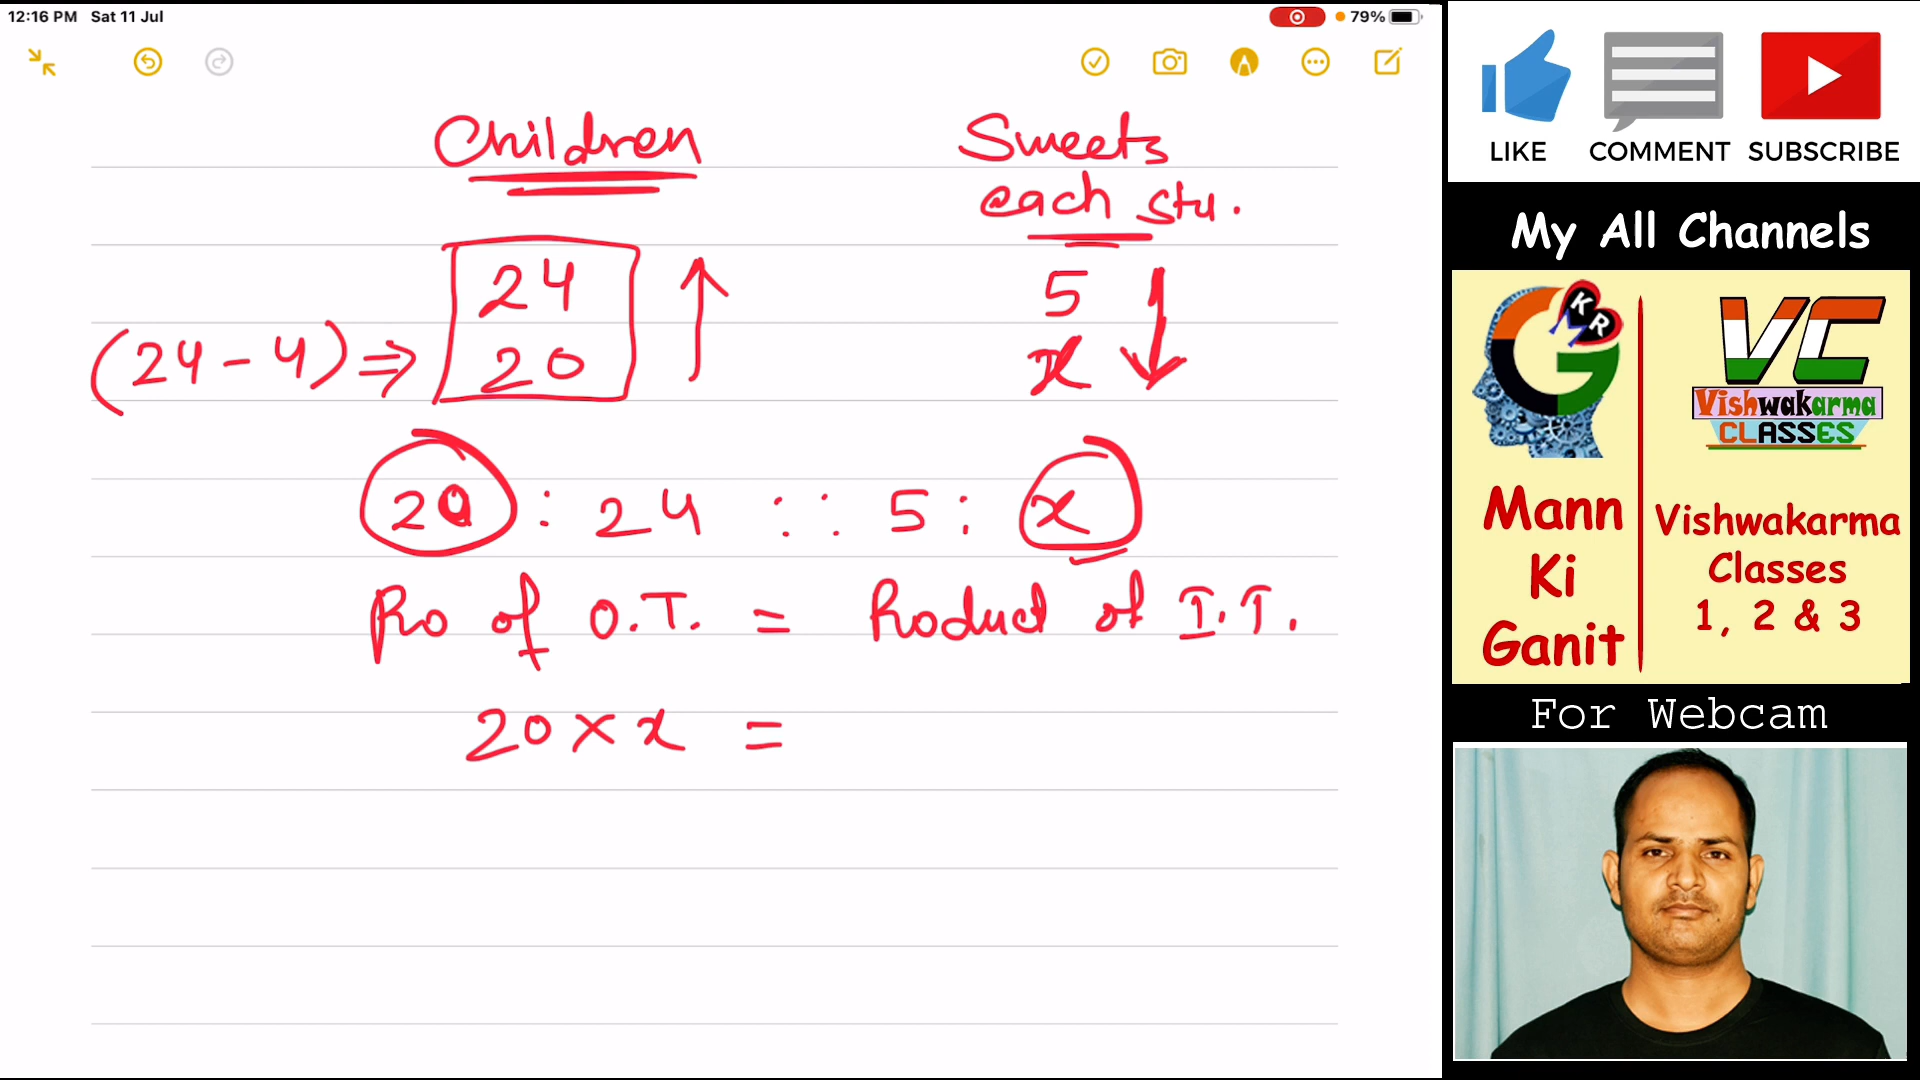 12:16 PM Sat 11 Jul
79%
Children
Sweets
each stu.
24
5
(24-4) ⇒ 20
x
20 : 24 :: 5 : x
Pro of O.T. = Product of I.T.
20 × x =
LIKE
COMMENT
SUBSCRIBE
My All Channels
G
KR
Mann
Ki
Ganit
VC
Vishwakarma
CLASSES
Vishwakarma
Classes
1, 2 & 3
For Webcam